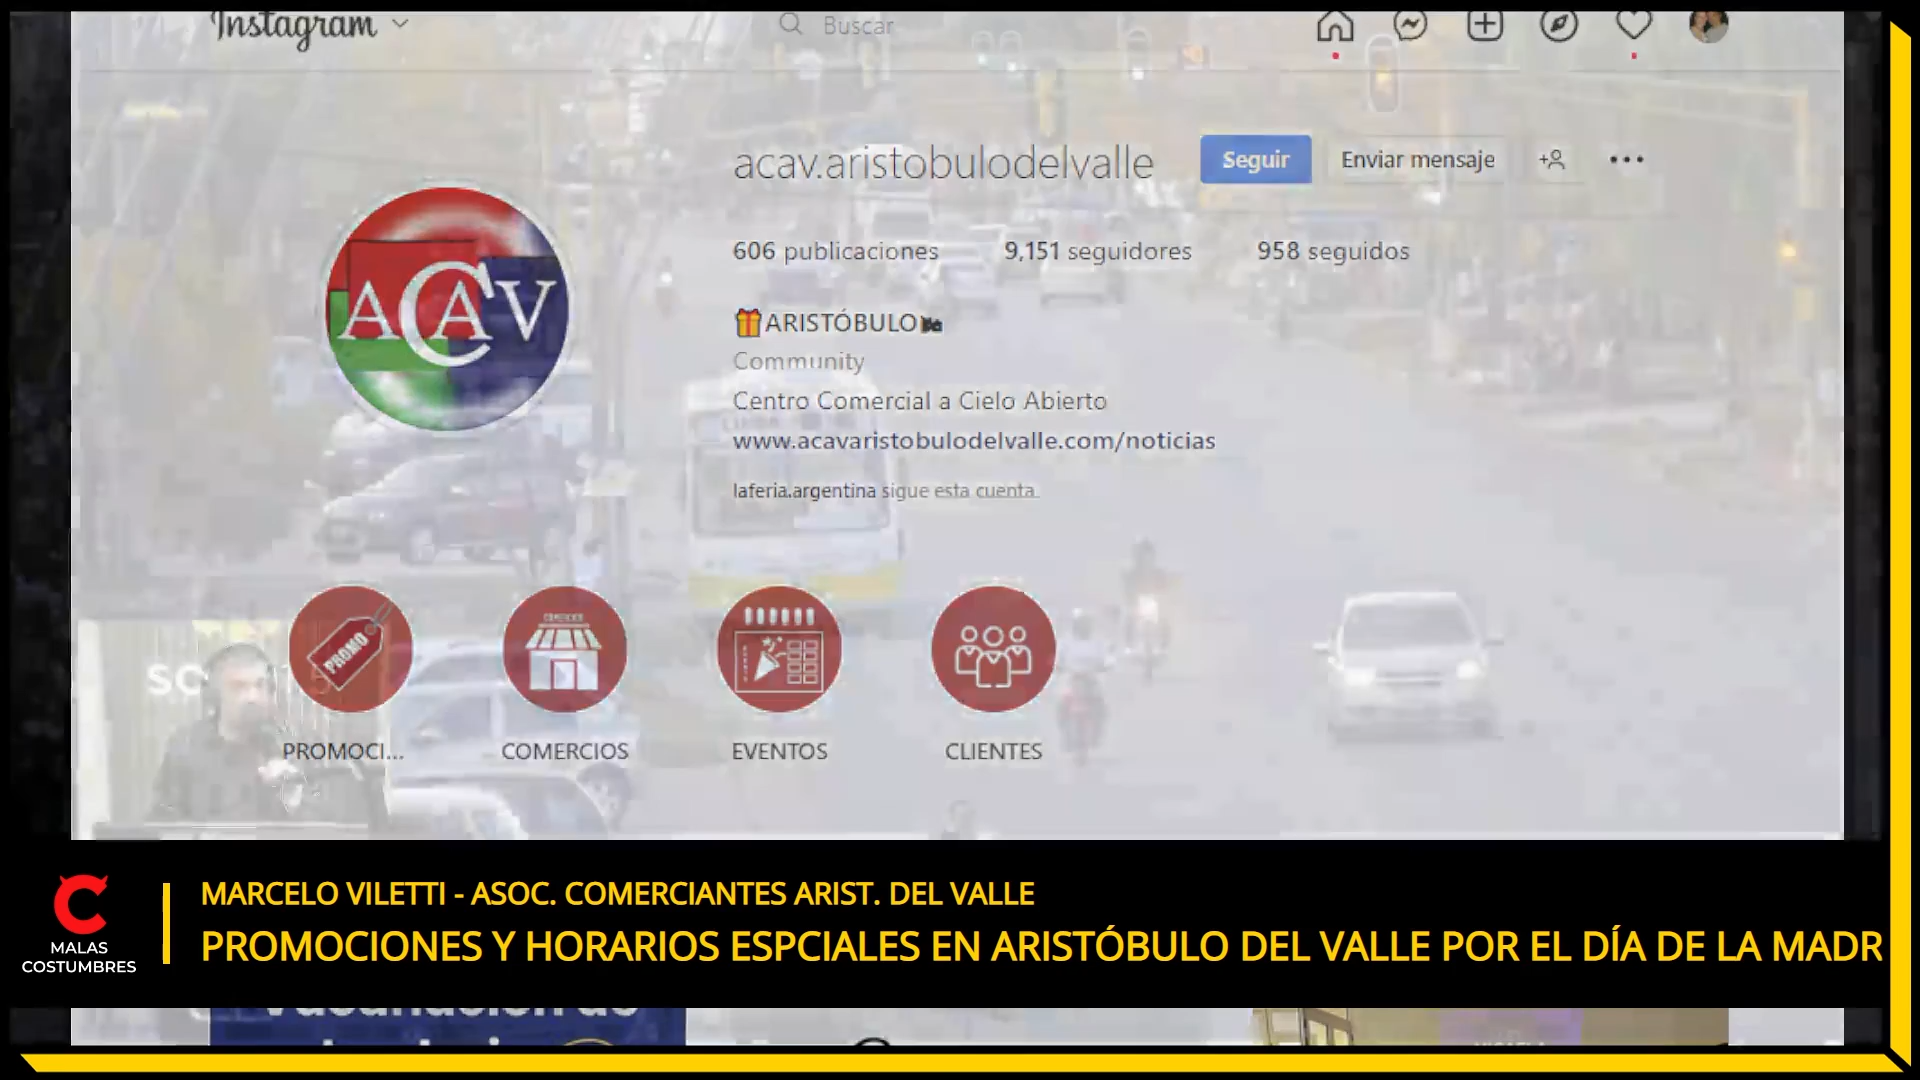 Instagram
Buscar
acav.aristobulodelvalle
Seguir
Enviar mensaje
606 publicaciones
9,151 seguidores
958 seguidos
ACAV
ARISTÓBULO
Community
Centro Comercial a Cielo Abierto
www.acavaristobulodelvalle.com/noticias
laferia.argentina sigue esta cuenta.
PROMO
COMERCIOS
SC
PROMOCI...
COMERCIOS
EVENTOS
CLIENTES
MARCELO VILETTI - ASOC. COMERCIANTES ARIST. DEL VALLE
PROMOCIONES Y HORARIOS ESPCIALES EN ARISTÓBULO DEL VALLE POR EL DÍA DE LA MADR
MALAS
COSTUMBRES